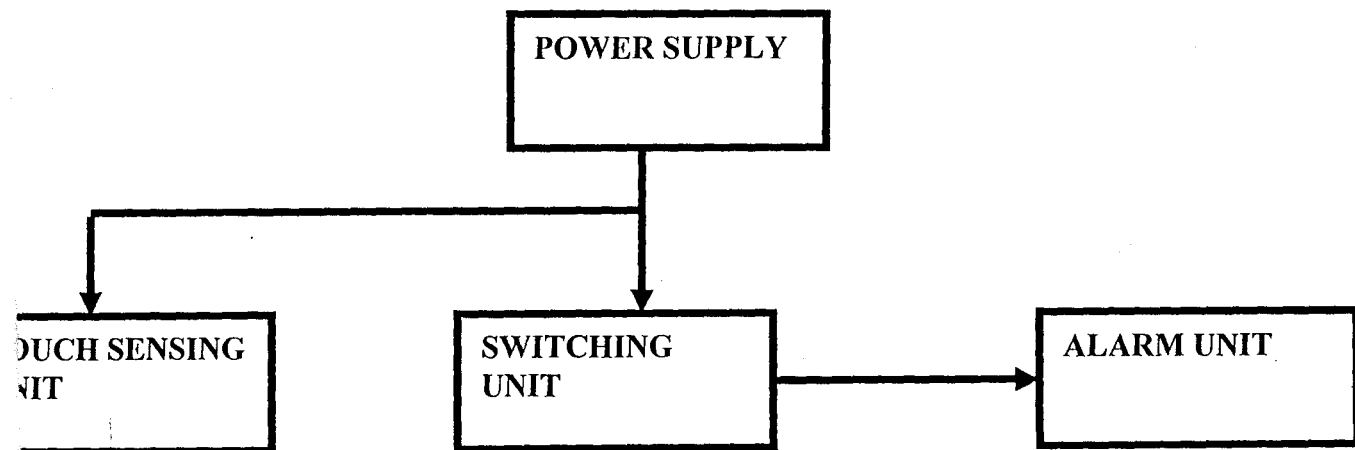 POWER SUPPLY
OUCH SENSING
NIT
SWITCHING
UNIT
ALARM UNIT